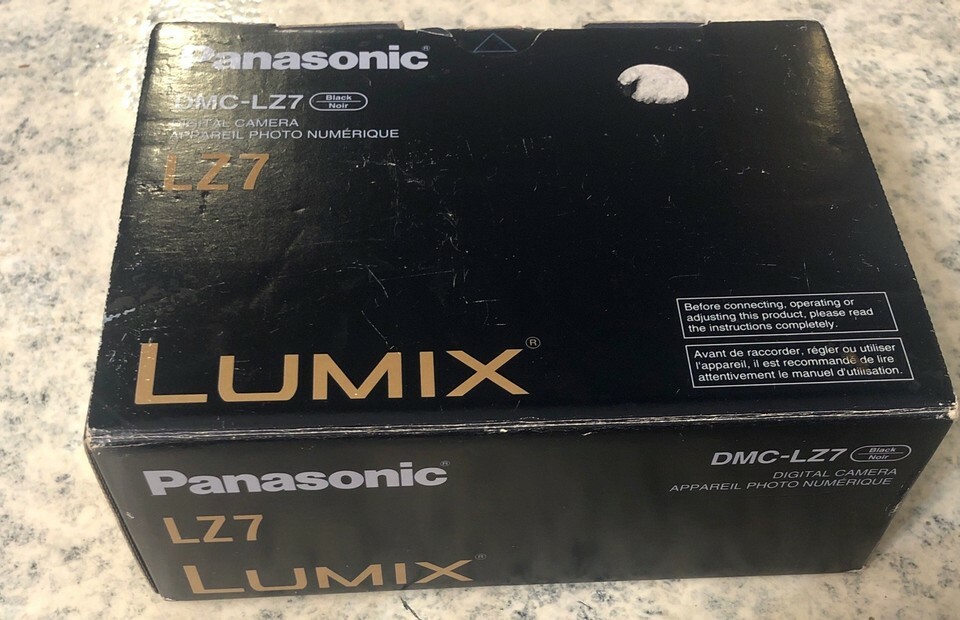 Panasonic®
DMC-LZ7 Black
Noir
DIGITAL CAMERA
APPAREIL PHOTO NUMÉRIQUE
LZ7
Before connecting, operating or
adjusting this product, please read
the instructions completely.
Avant de raccorder, régler ou utiliser
l'appareil, il est recommandé de lire
attentivement le manuel d'utilisation.
LUMIX®
Panasonic®
LZ7
LUMIX®
DMC-LZ7 Black
Noir
DIGITAL CAMERA
APPAREIL PHOTO NUMÉRIQUE